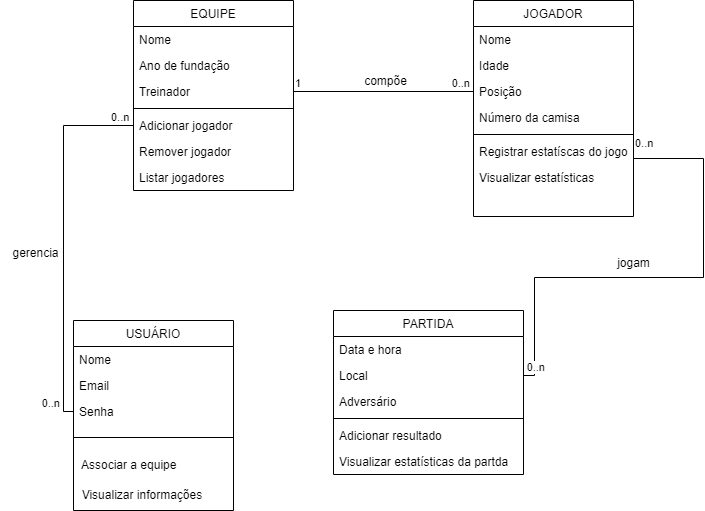 EQUIPE
Nome
Ano de fundação
Treinador
Adicionar jogador
Remover jogador
Listar jogadores
1
compõe
0..n
JOGADOR
Nome
Idade
Posição
Número da camisa
Registrar estatíscas do jogo
Visualizar estatísticas
0..n
0..n
gerencia
jogam
USUÁRIO
Nome
Email
Senha
0..n
Associar a equipe
Visualizar informações
PARTIDA
Data e hora
Local
Adversário
0..n
Adicionar resultado
Visualizar estatísticas da partda